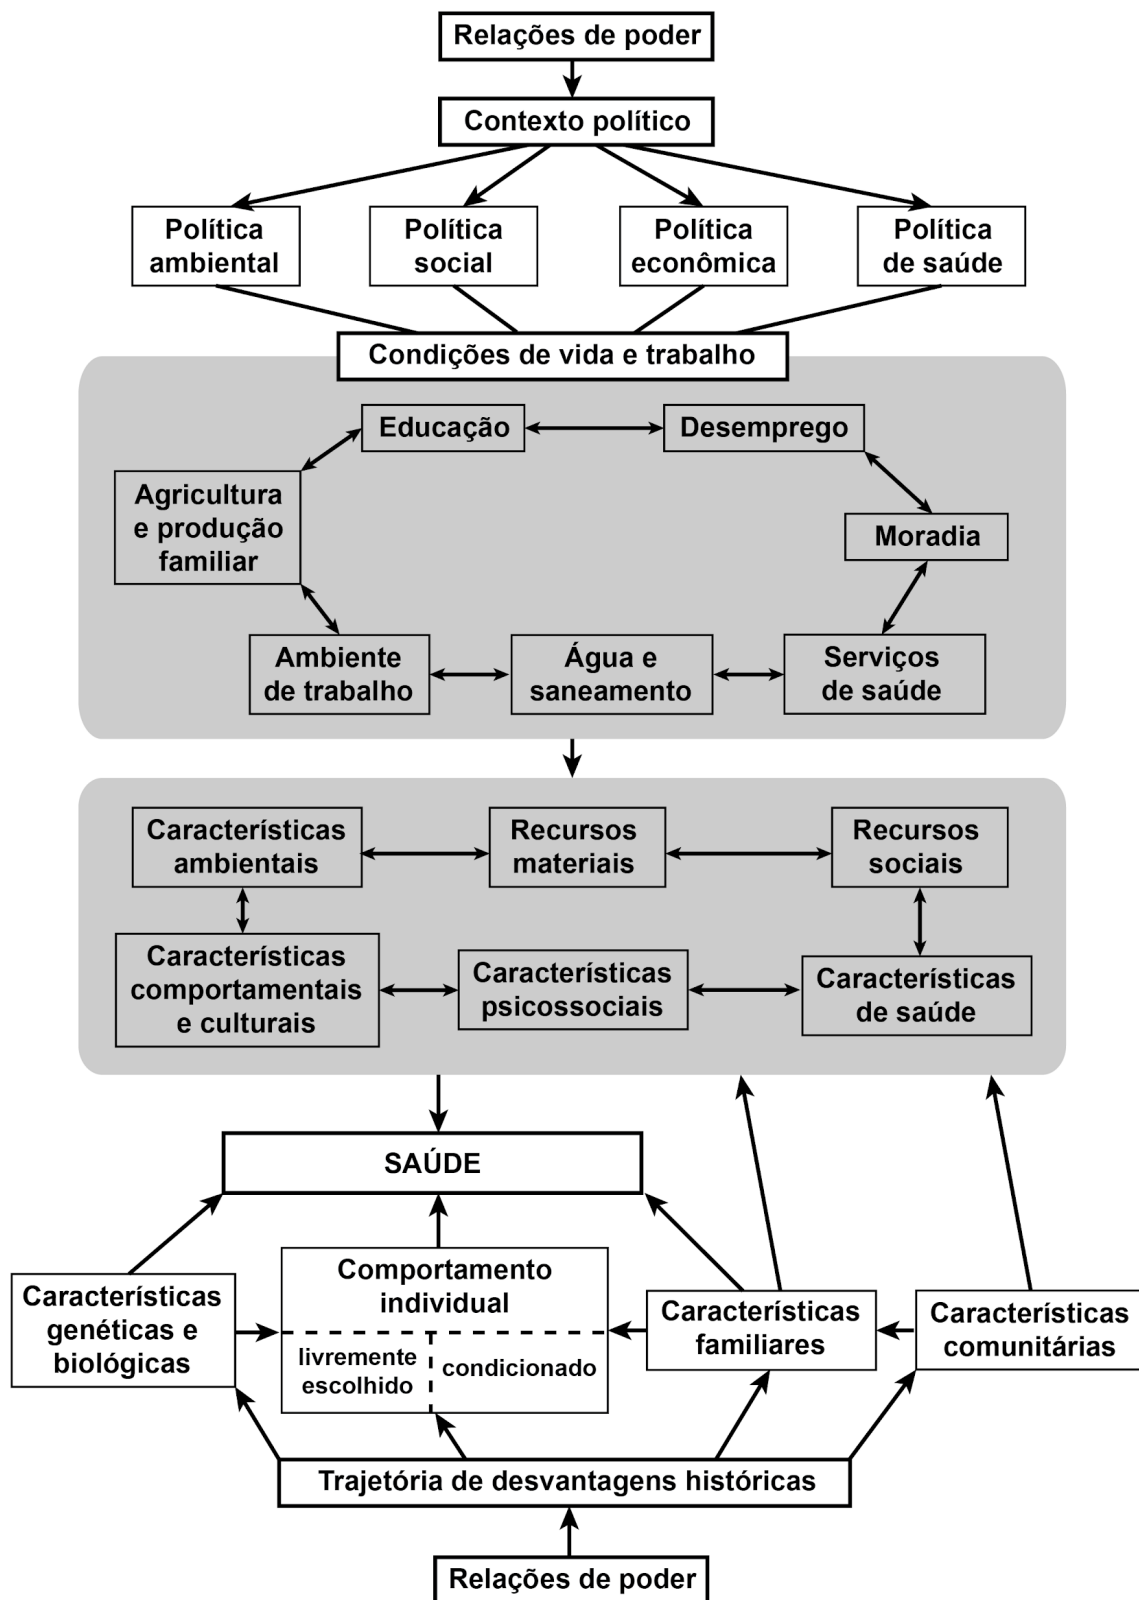 Relações de poder
Contexto político
Política
ambiental
Política
social
Política
econômica
Política
de saúde
Condições de vida e trabalho
Educação
Desemprego
Agricultura
e produção
familiar
Moradia
Ambiente
de trabalho
Água e
saneamento
Serviços
de saúde
Características
ambientais
Recursos
materiais
Recursos
sociais
Características
comportamentais
e culturais
Características
psicossociais
Características
de saúde
SAÚDE
Características
genéticas e
biológicas
Comportamento
individual
livremente
escolhido
condicionado
Características
familiares
Características
comunitárias
Trajetória de desvantagens históricas
Relações de poder